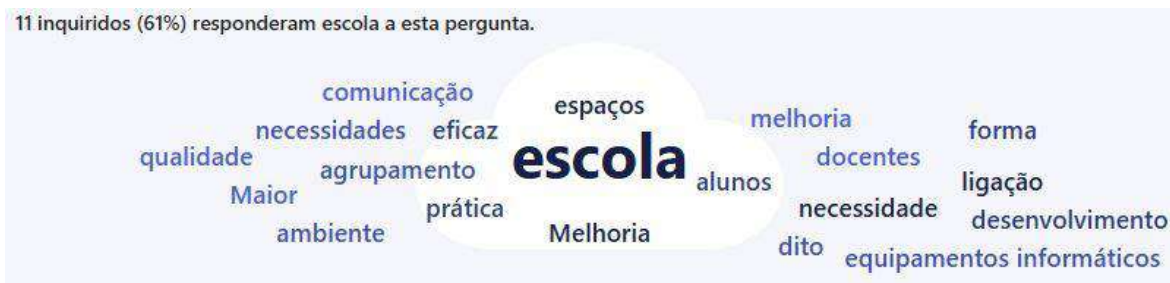 11 inquiridos (61%) responderam escola a esta pergunta.
comunicação
espaços
melhoria
forma
necessidades
eficaz
qualidade
agrupamento
escola
docentes
alunos
ligação
Maior
prática
necessidade
desenvolvimento
ambiente
Melhoria
dito
equipamentos informáticos